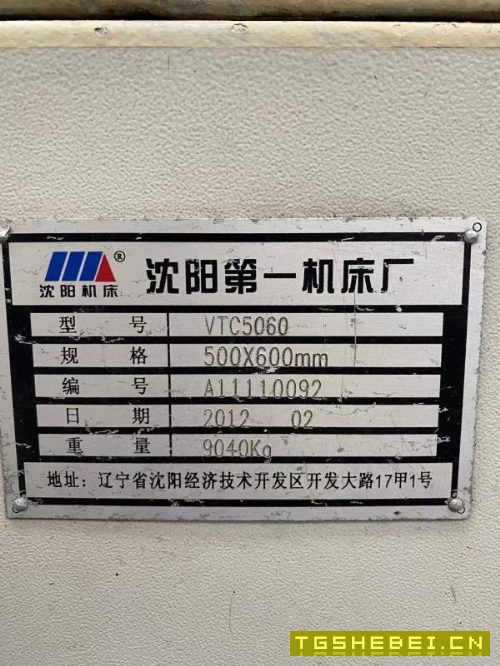 沈阳机床
®
沈阳第一机床厂
型 号 VTC5060
规 格 500X600mm
编 号 A11110092
日 期 2012 02
重 量 9040Kg
地址：辽宁省沈阳经济技术开发区开发大路17甲1号
TGSHEBEI.CN